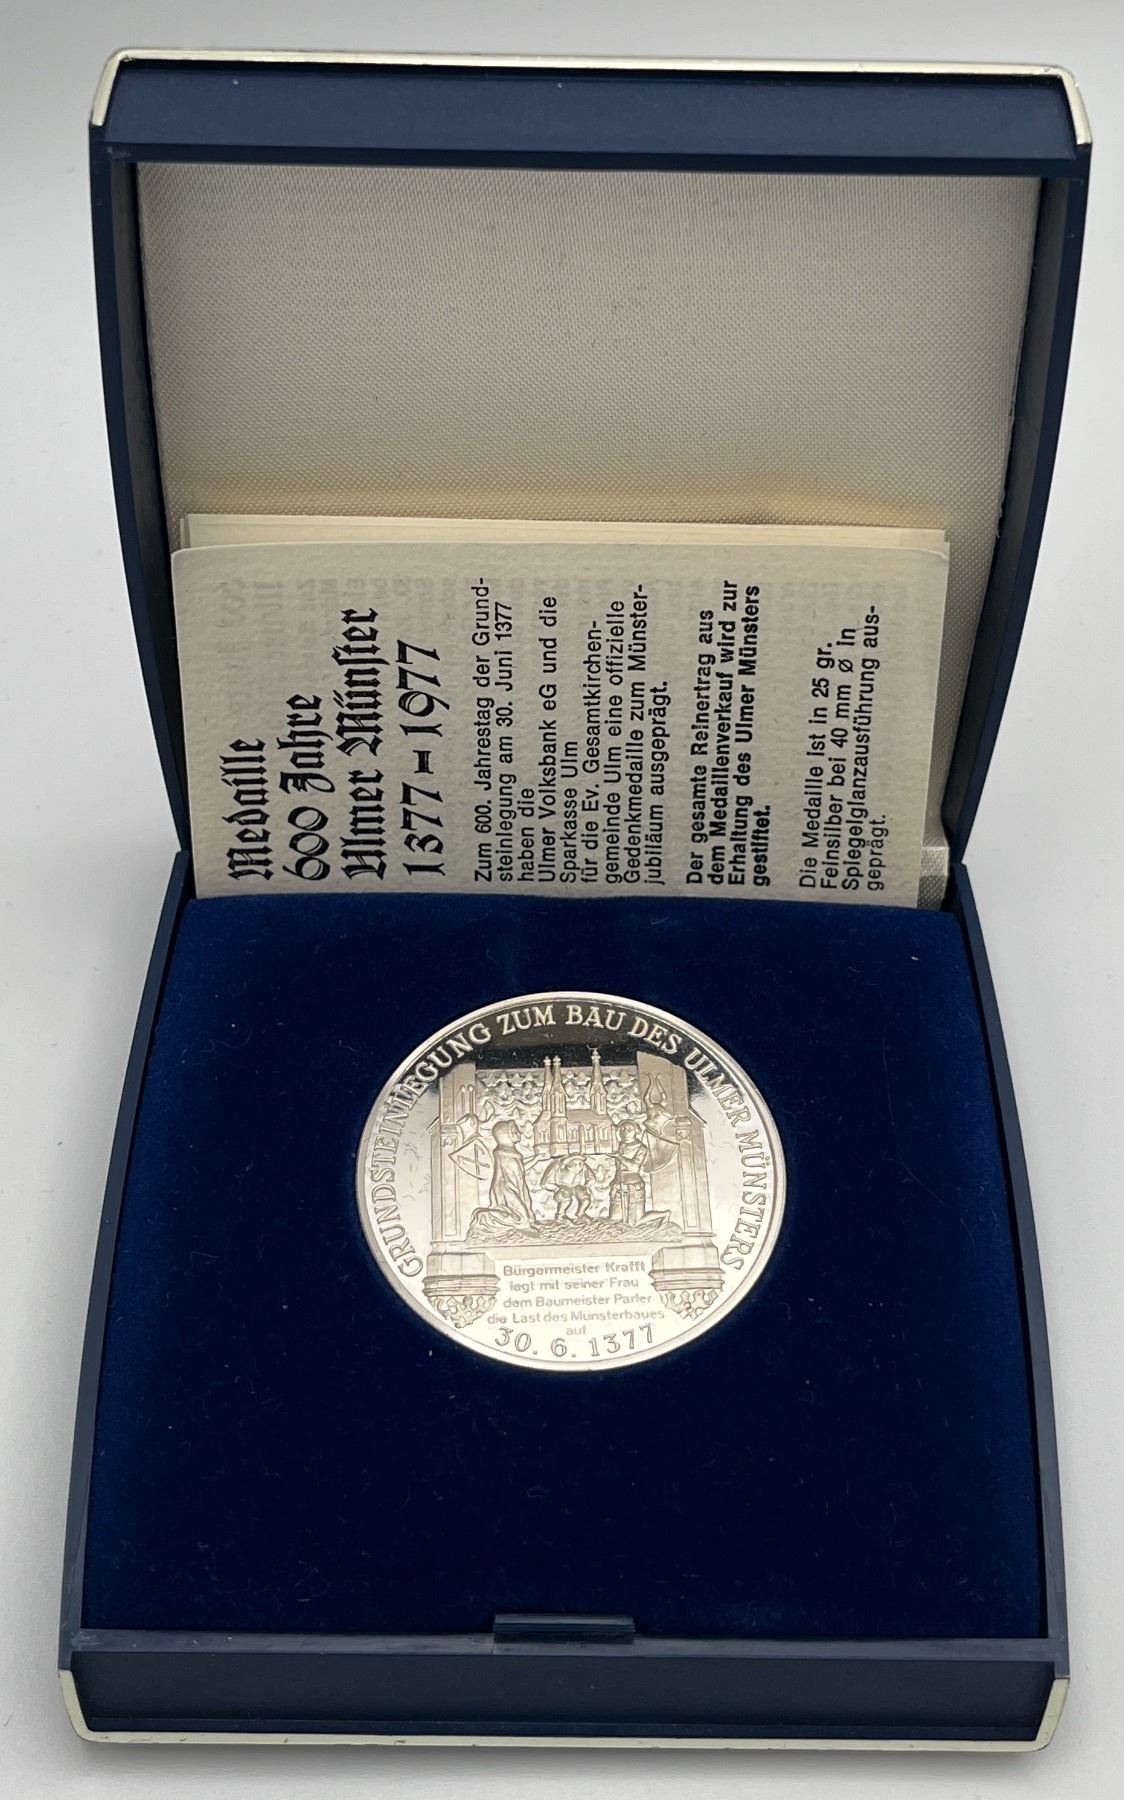 Medaille
600 Jahre
Ulmer Münster
1377-1977
Zum 600. Jahrestag der Grund-
steinlegung am 30. Juni 1377
haben die
Ulmer Volksbank eG und die
Sparkasse Ulm
für die Ev. Gesamtkirchen-
gemeinde Ulm eine offizielle
Gedenkmedaille zum Münster-
jubiläum ausgeprägt.
Der gesamte Reinertrag aus
dem Medaillenverkauf wird zur
Erhaltung des Ulmer Münsters
gestiftet.
Die Medaille ist in 25 gr.
Feinsilber bei 40 mm Ø in
Spiegelglanzausführung aus-
geprägt.
GRUNDSTEINLEGUNG ZUM BAU DES ULMER MÜNSTERS
Bürgermeister Krafft
legt mit seiner Frau
dem Baumeister Parler
die Last des Münsterbaues
auf
30. 6. 1377